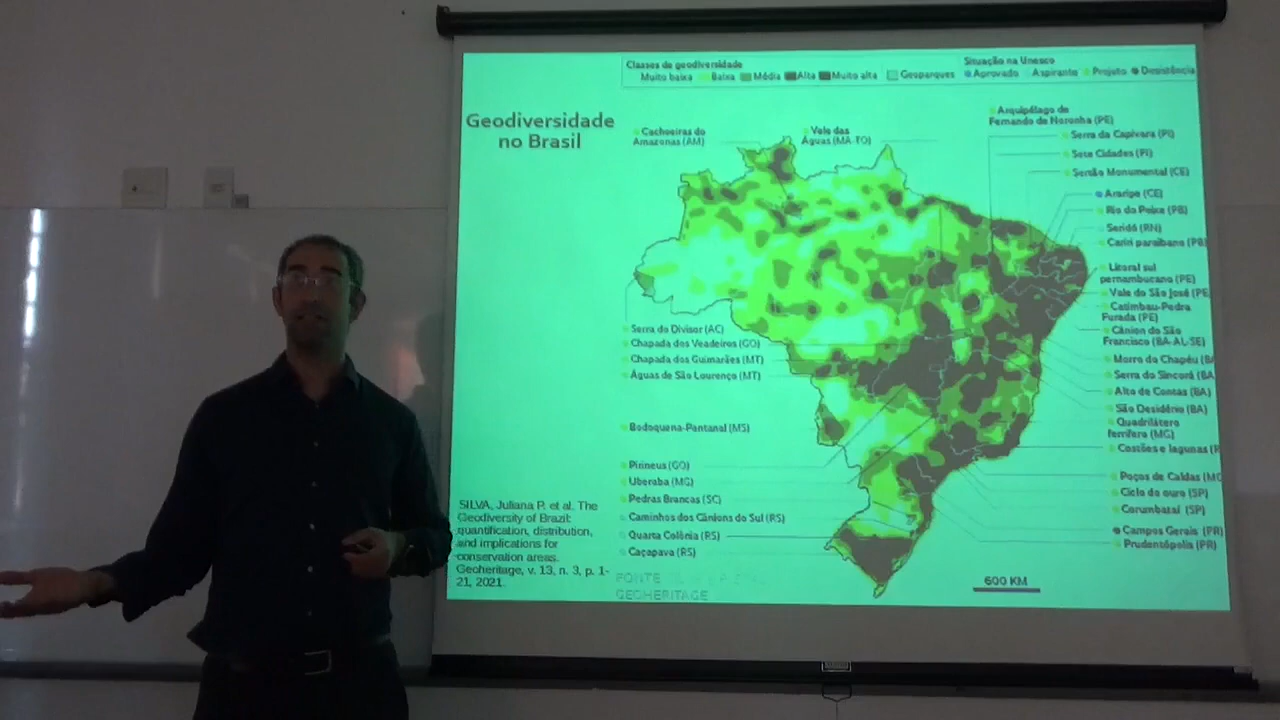 Classes de geodiversidade
Muito baixa Baixa Média Alta Muito alta Geoparques
Situação na Unesco
Aprovado Aspirante Projeto Desistência
Geodiversidade
no Brasil
Cachoeiras do
Amazonas (AM)
Vale das
Águas (MA-TO)
Arquipélago de
Fernando de Noronha (PE)
Serra da Capivara (PI)
Sete Cidades (PI)
Sertão Monumental (CE)
Araripe (CE)
Rio do Peixe (PB)
Seridó (RN)
Cariri paraibano (PB
Litoral sul
pernambucano (PE)
Vale do São José (PE
Catimbau-Pedra
Furada (PE)
Cânion do São
Francisco (BA-AL-SE)
Morro do Chapéu (B
Serra do Sincorá (BA
Alto de Contas (BA)
São Desidério (BA)
Quadrilátero
ferrífero (MG)
Costões e lagunas (R
Poços de Caldas (MG
Ciclo do ouro (SP)
Corumbataí (SP)
Campos Gerais (PR)
Prudentópolis (PR)
Serra do Divisor (AC)
Chapada dos Veadeiros (GO)
Chapada dos Guimarães (MT)
Águas de São Lourenço (MT)
Bodoquena-Pantanal (MS)
Pirineus (GO)
Uberaba (MG)
Pedras Brancas (SC)
Caminhos dos Cânions do Sul (RS)
Quarta Colônia (RS)
Caçapava (RS)
600 KM
SILVA, Juliana P. et al. The
Geodiversity of Brazil:
quantification, distribution,
and implications for
conservation areas.
Geoheritage, v. 13, n. 3, p. 1-
21, 2021.
FONTE
GEOHERITAGE